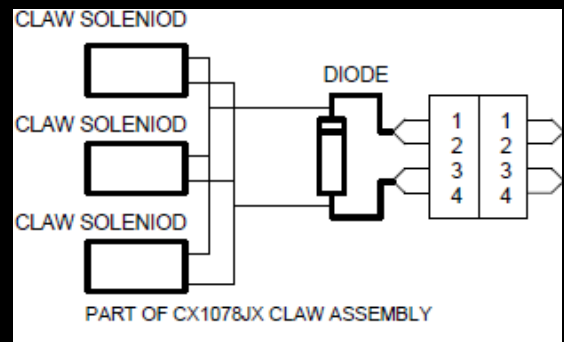 CLAW SOLENIOD
DIODE
1 1
2 2
3 3
4 4
CLAW SOLENIOD
CLAW SOLENIOD
PART OF CX1078JX CLAW ASSEMBLY